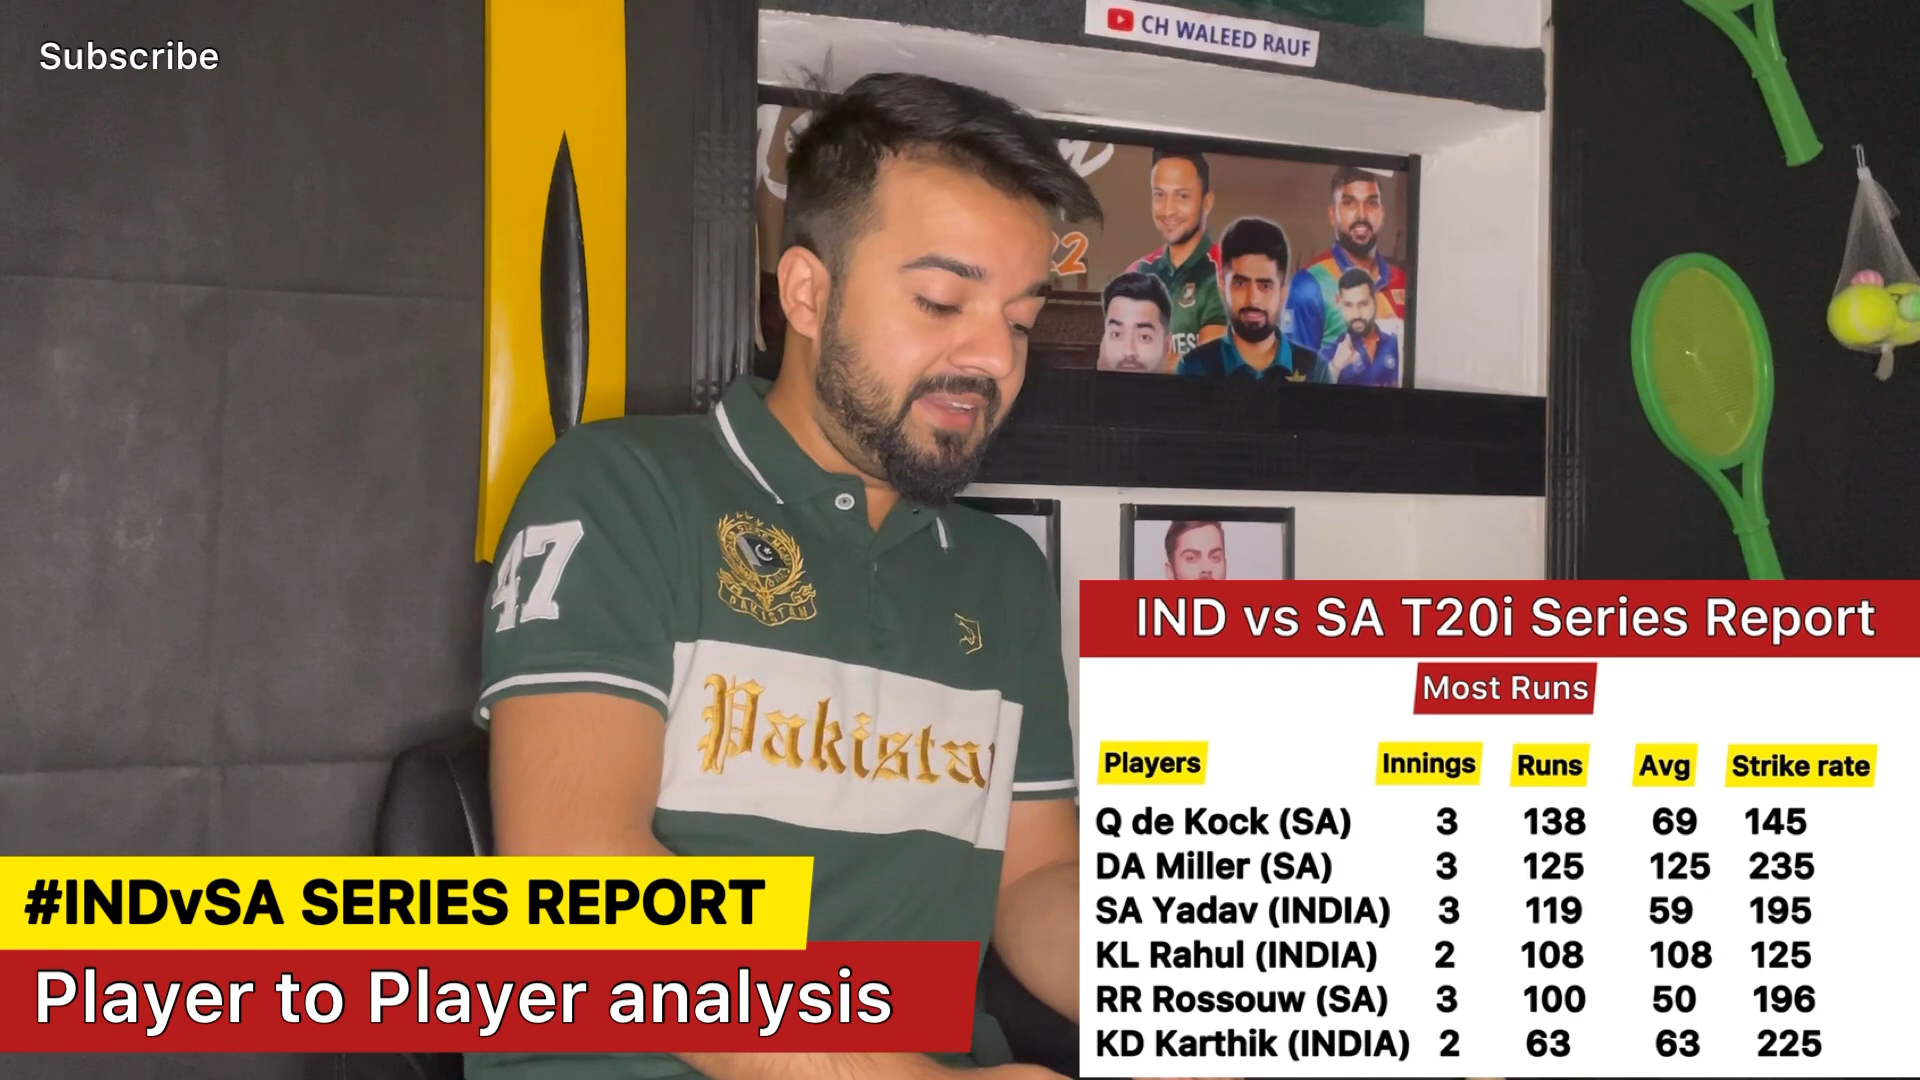 Subscribe
CH WALEED RAUF
22
47
PAKISTAN
Pakistan
IND vs SA T20i Series Report
Most Runs
Players Innings Runs Avg Strike rate
Q de Kock (SA) 3 138 69 145
DA Miller (SA) 3 125 125 235
SA Yadav (INDIA) 3 119 59 195
KL Rahul (INDIA) 2 108 108 125
RR Rossouw (SA) 3 100 50 196
KD Karthik (INDIA) 2 63 63 225
#INDvSA SERIES REPORT
Player to Player analysis